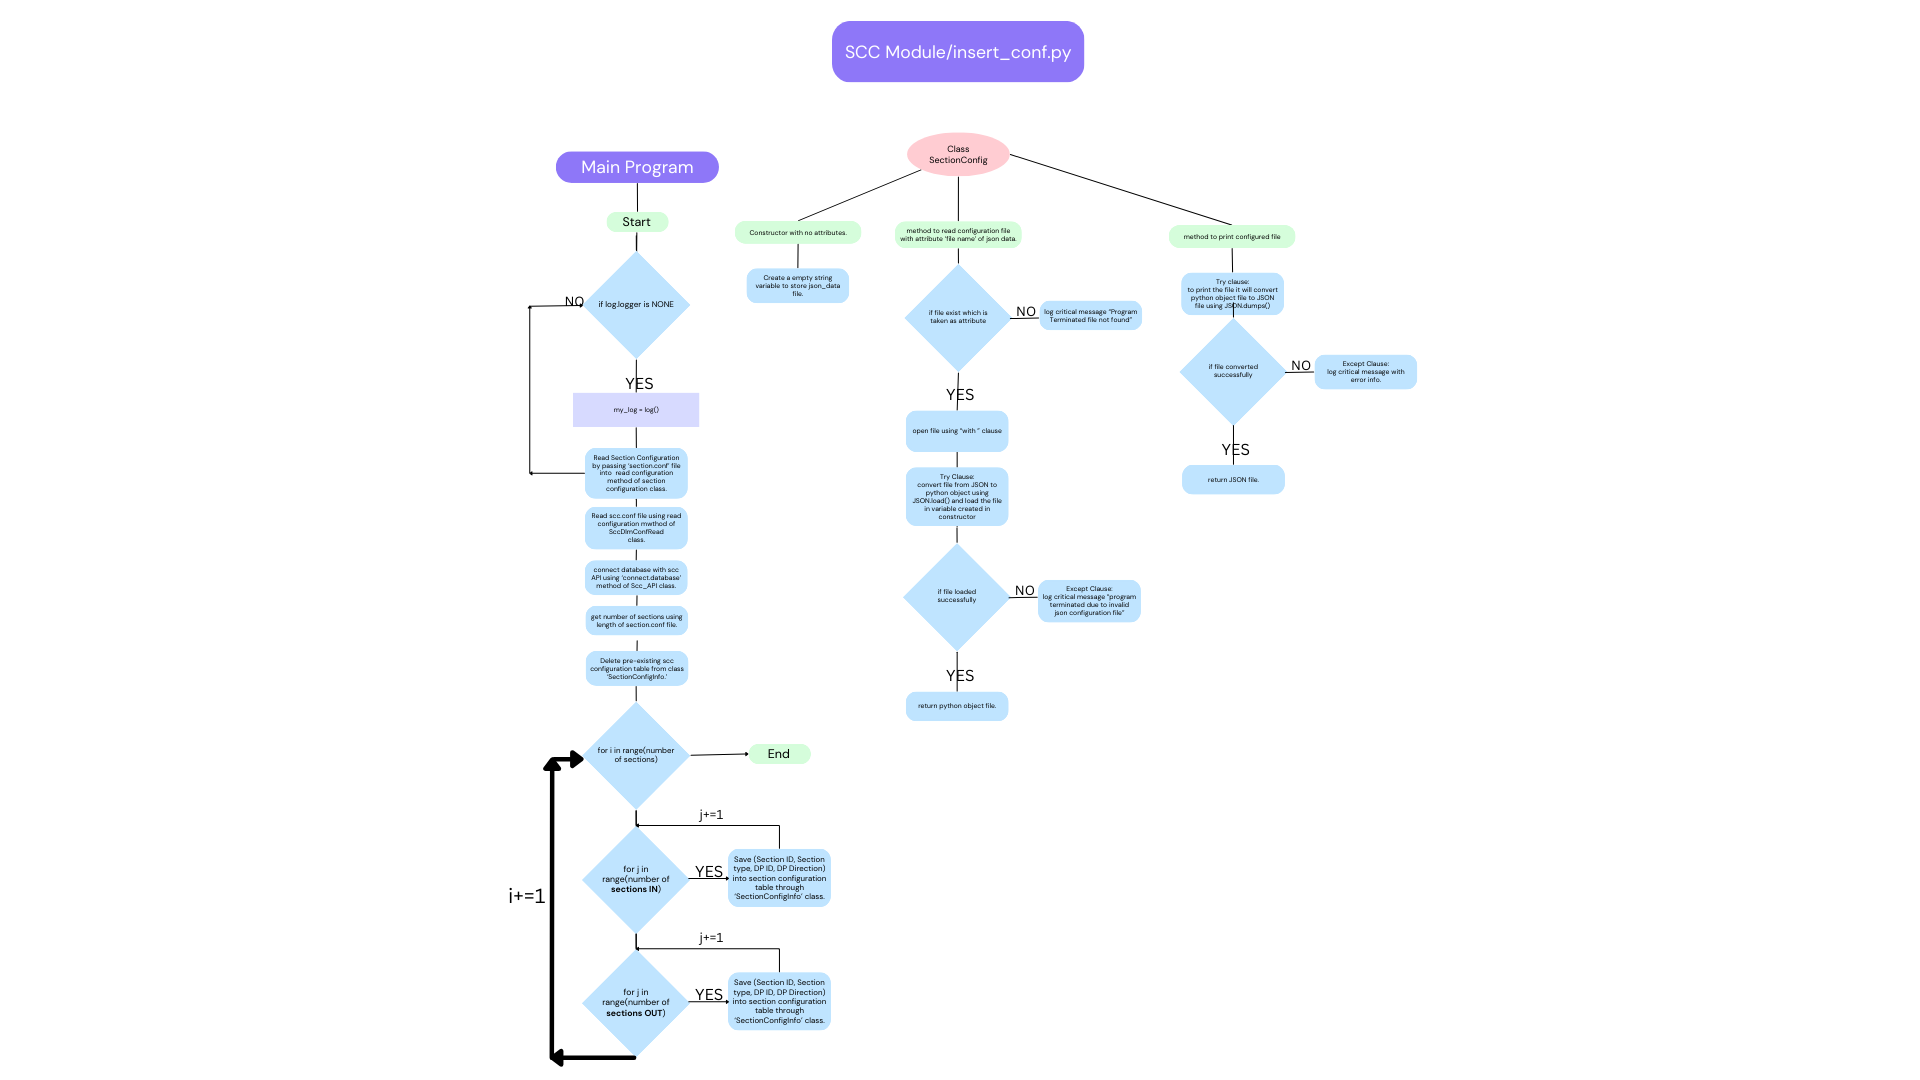 SCC Module/insert_conf.py
Main Program
Start
NO
if log.logger is NONE
YES
my_log = log()
Read Section Configuration
by passing 'section.conf' file
into read configuration
method of section
configuration class.
Read scc.conf file using read
configuration mwthod of
SccDlmConfRead
class.
connect database with scc
API using 'connect.database'
method of Scc_API class.
get number of sections using
length of section.conf file.
Delete pre-existing scc
configuration table from class
'SectionConfigInfo.'
for i in range(number
of sections)
End
i+=1
j+=1
for j in
range(number of
sections IN)
YES
Save (Section ID, Section
type, DP ID, DP Direction)
into section configuration
table through
'SectionConfigInfo' class.
j+=1
for j in
range(number of
sections OUT)
YES
Save (Section ID, Section
type, DP ID, DP Direction)
into section configuration
table through
'SectionConfigInfo' class.
Class
SectionConfig
Constructor with no attributes.
Create a empty string
variable to store json_data
file.
method to read configuration file
with attribute 'file name' of json data.
if file exist which is
taken as attribute
NO
log critical message "Program
Terminated file not found"
YES
open file using "with " clause
Try Clause:
convert file from JSON to
python object using
JSON.load() and load the file
in variable created in
constructor
if file loaded
successfully
NO
Except Clause:
log critical message "program
terminated due to invalid
json configuration file"
YES
return python object file.
method to print configured file
Try clause:
to print the file it will convert
python object file to JSON
file using JSON.dumps()
if file converted
successfully
NO
Except Clause:
log critical message with
error info.
YES
return JSON file.